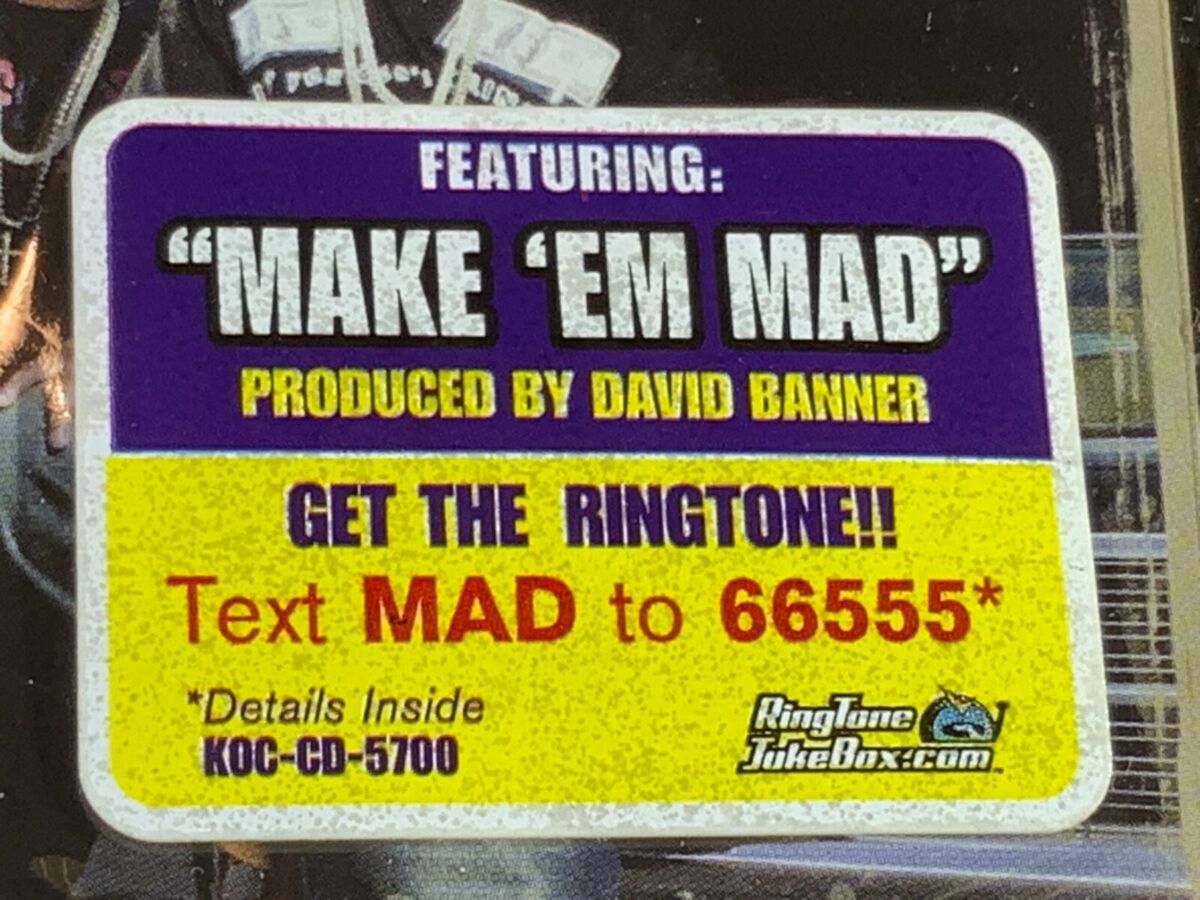 FEATURING:
“MAKE ‘EM MAD”
PRODUCED BY DAVID BANNER
GET THE RINGTONE!!
Text MAD to 66555*
*Details Inside
KOC-CD-5700
RingTone
JukeBox.com